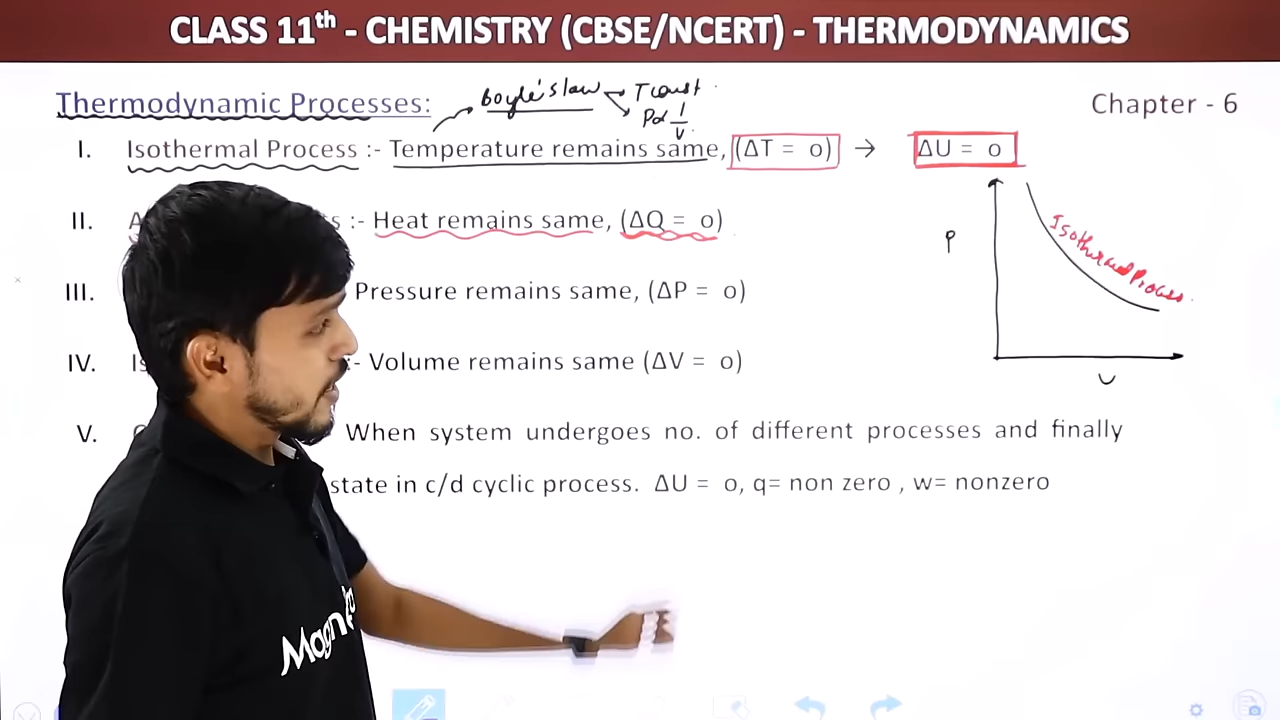 CLASS 11th - CHEMISTRY (CBSE/NCERT) - THERMODYNAMICS
Thermodynamic Processes:
Boyle's law → T const
P∝ 1/V
Chapter - 6
I. Isothermal Process :- Temperature remains same, (ΔT = 0) → ΔU = 0
II. :- Heat remains same, (ΔQ = 0)
P
Isothermal Process
III. Pressure remains same, (ΔP = 0)
IV. :- Volume remains same (ΔV = 0)
V
V. When system undergoes no. of different processes and finally
state in c/d cyclic process. ΔU = 0, q= non zero , w= nonzero